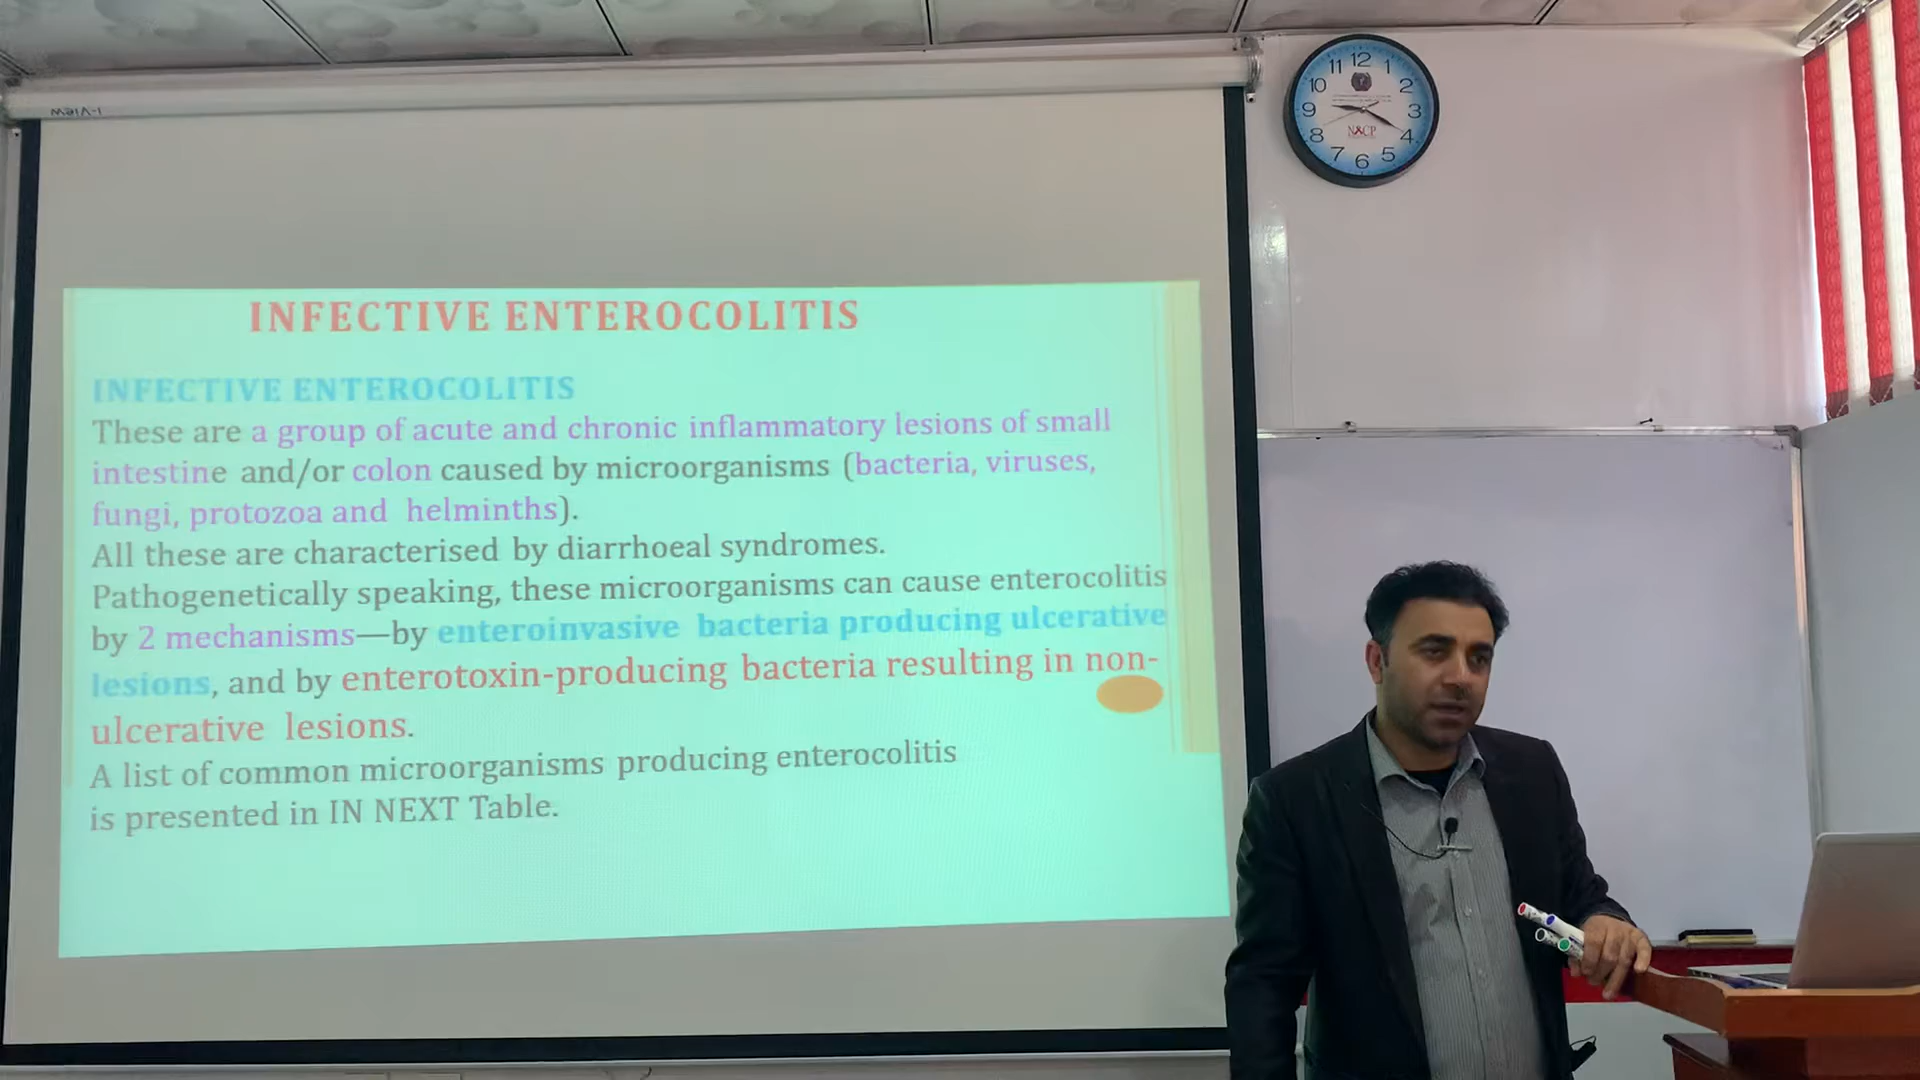 INFECTIVE ENTEROCOLITIS
INFECTIVE ENTEROCOLITIS
These are a group of acute and chronic inflammatory lesions of small
intestine and/or colon caused by microorganisms (bacteria, viruses,
fungi, protozoa and helminths).
All these are characterised by diarrhoeal syndromes.
Pathogenetically speaking, these microorganisms can cause enterocolitis
by 2 mechanisms—by enteroinvasive bacteria producing ulcerative
lesions, and by enterotoxin-producing bacteria resulting in non-
ulcerative lesions.
A list of common microorganisms producing enterocolitis
is presented in IN NEXT Table.
12
11 1
10 2
9 3
8 4
7 5
6